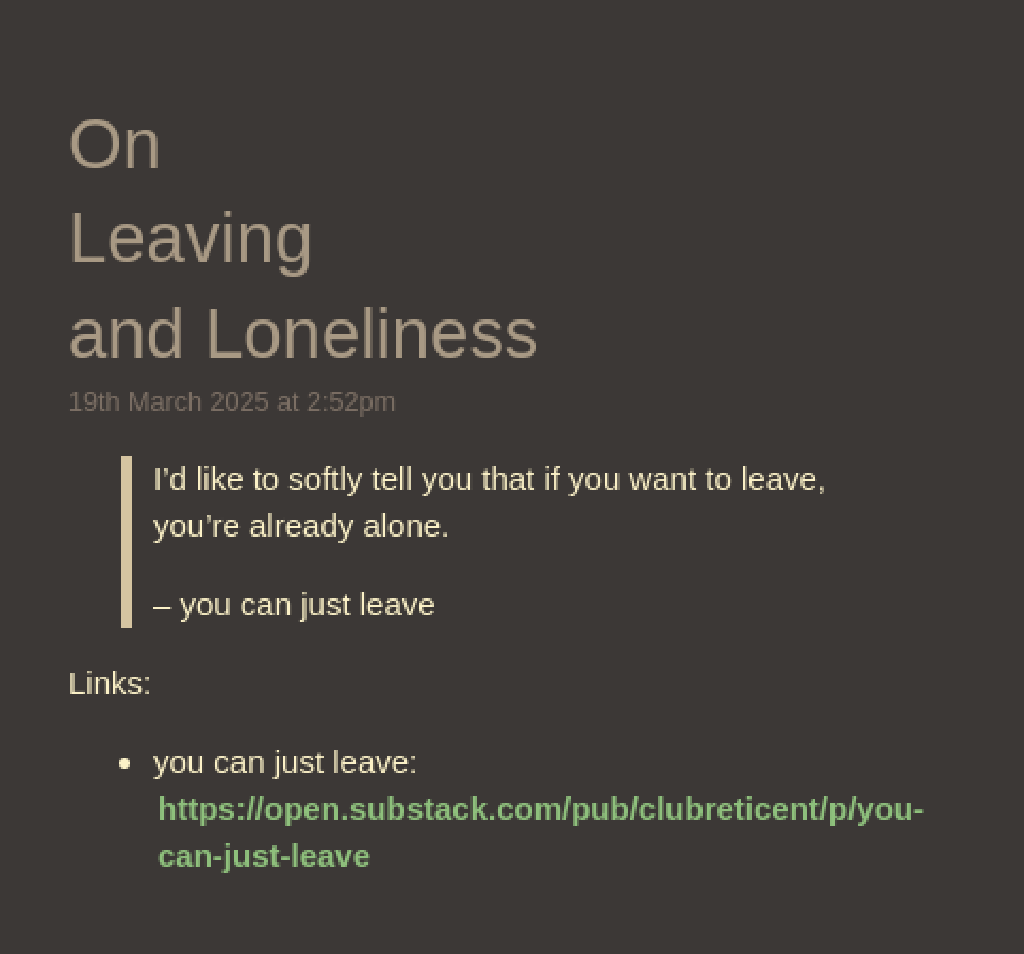 On
Leaving
and Loneliness
19th March 2025 at 2:52pm
I’d like to softly tell you that if you want to leave,
you’re already alone.
– you can just leave
Links:
• you can just leave:
https://open.substack.com/pub/clubreticent/p/you-
can-just-leave